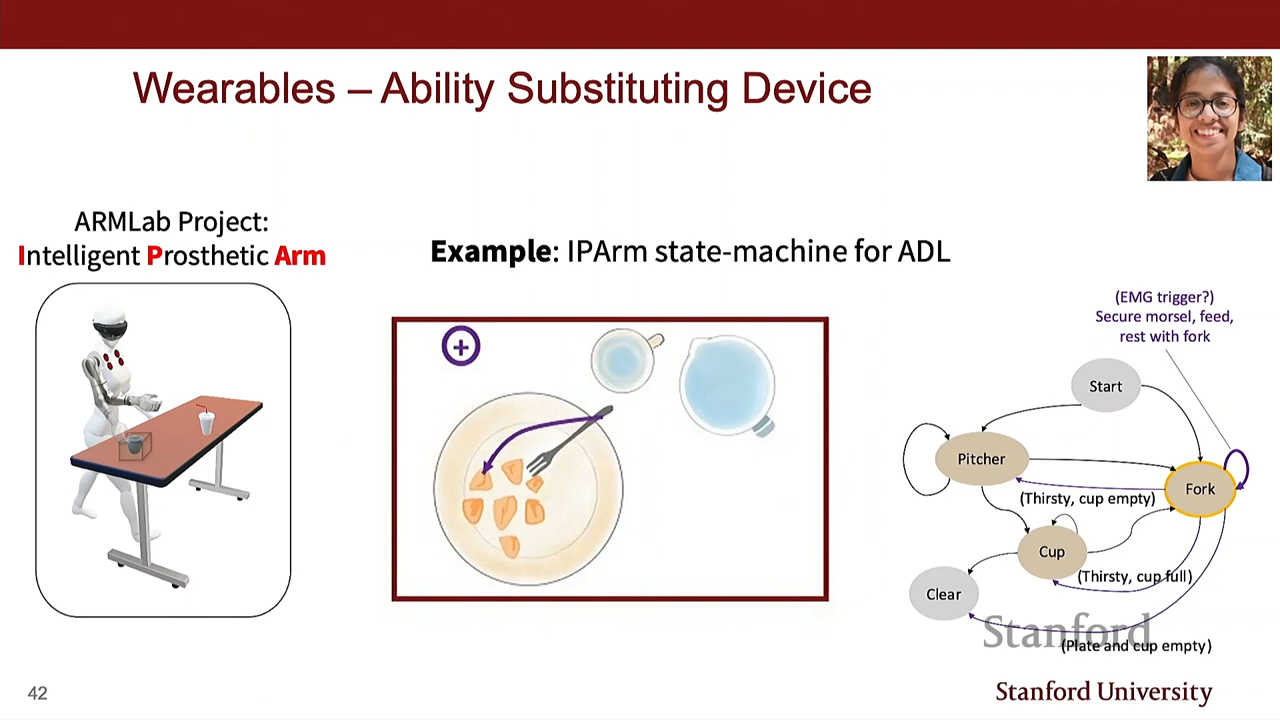 Wearables – Ability Substituting Device
ARMLab Project:
Intelligent Prosthetic Arm
Example: IPArm state-machine for ADL
(EMG trigger?)
Secure morsel, feed,
rest with fork
Start
Pitcher
Fork
(Thirsty, cup empty)
Cup
(Thirsty, cup full)
Clear
Stanford
(Plate and cup empty)
42
Stanford University